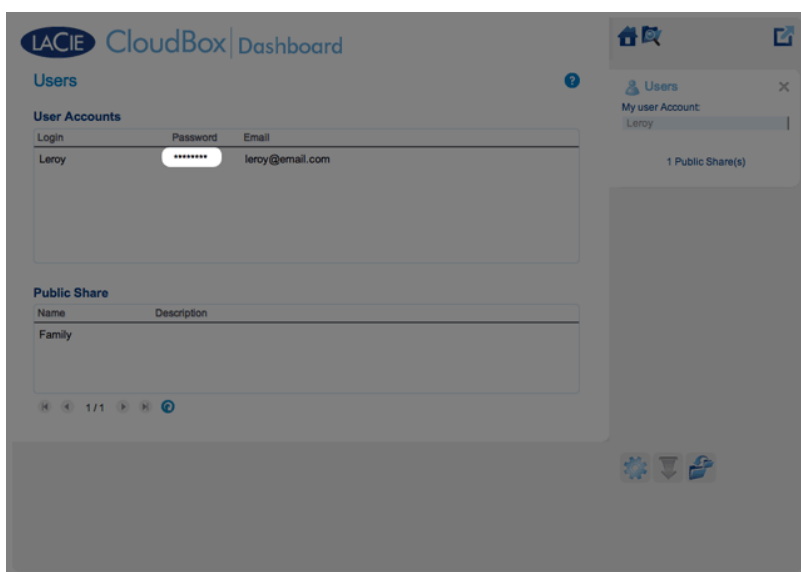 LACIE CloudBox Dashboard
Users
User Accounts
Login Password Email
Leroy ******** leroy@email.com
Public Share
Name Description
Family
1 / 1
Users
My user Account:
Leroy
1 Public Share(s)